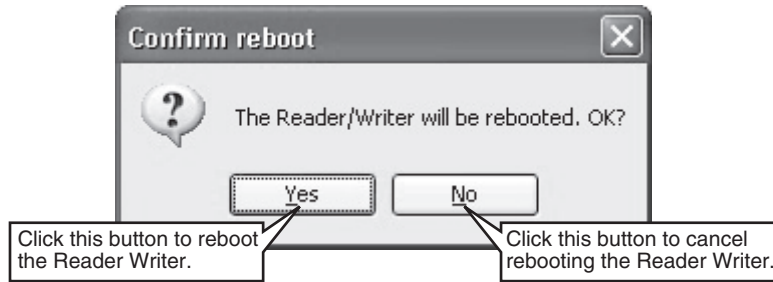 Confirm reboot
?
The Reader/Writer will be rebooted. OK?
Yes
No
Click this button to reboot
the Reader Writer.
Click this button to cancel
rebooting the Reader Writer.